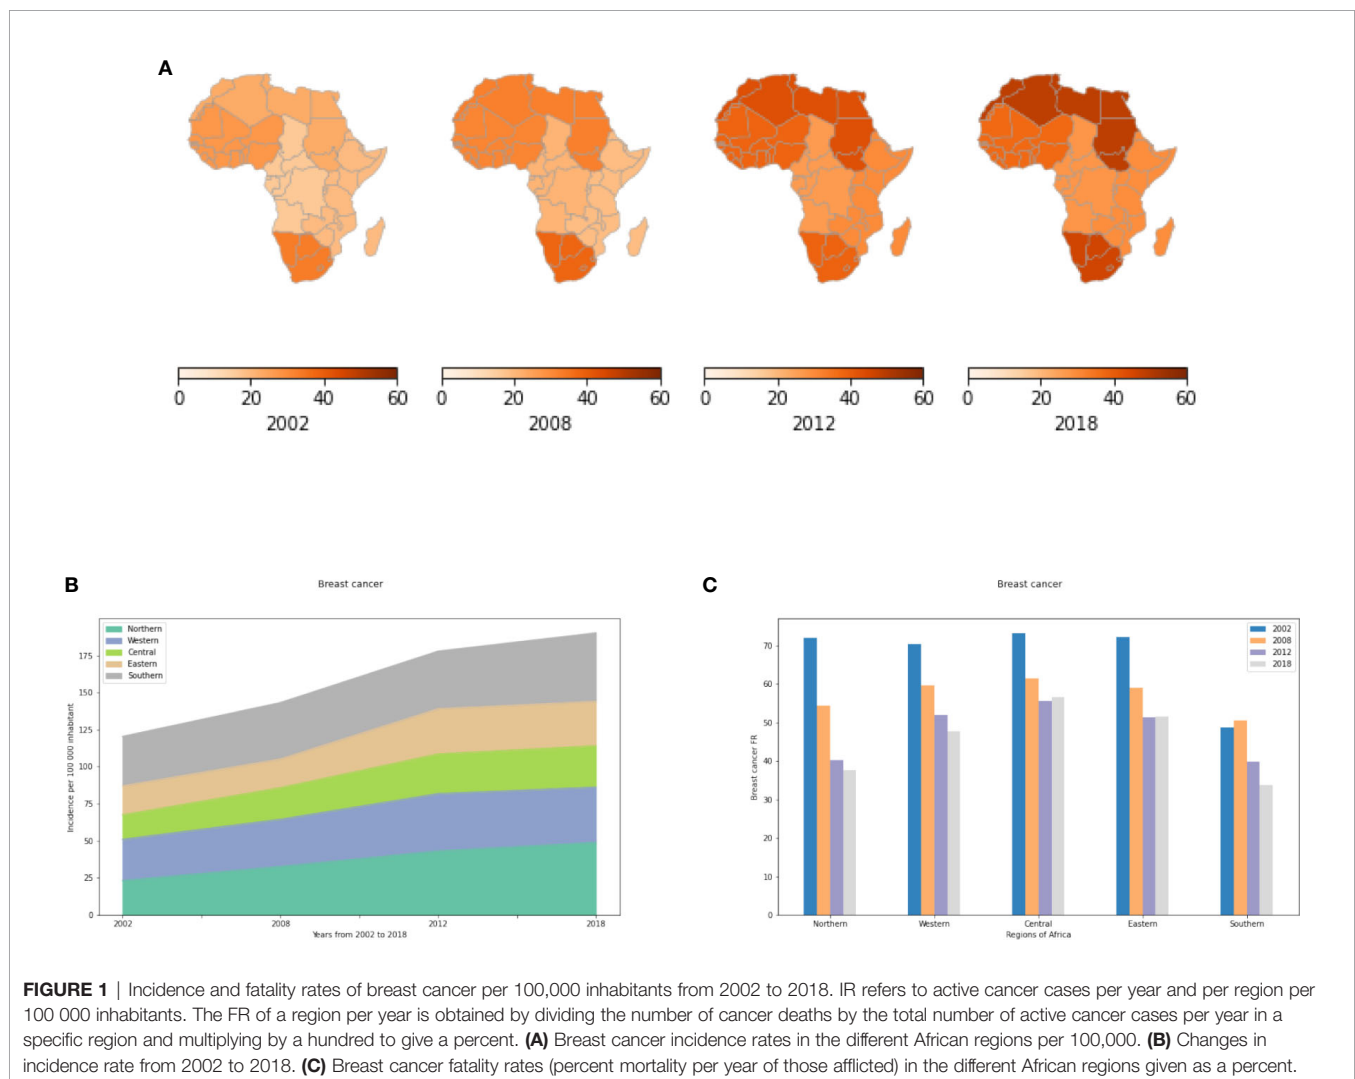 A
0 20 40 60
2002
0 20 40 60
2008
0 20 40 60
2012
0 20 40 60
2018
B
Breast cancer
Northern
Western
Central
Eastern
Southern
175
150
125
100
75
50
25
0
Incidence per 100 000 inhabitant
2002 2008 2012 2018
Years from 2002 to 2018
C
Breast cancer
2002
2008
2012
2018
70
60
50
40
30
20
10
0
Breast cancer FR
Northern Western Central Eastern Southern
Regions of Africa
FIGURE 1 | Incidence and fatality rates of breast cancer per 100,000 inhabitants from 2002 to 2018. IR refers to active cancer cases per year and per region per
100 000 inhabitants. The FR of a region per year is obtained by dividing the number of cancer deaths by the total number of active cancer cases per year in a
specific region and multiplying by a hundred to give a percent. (A) Breast cancer incidence rates in the different African regions per 100,000. (B) Changes in
incidence rate from 2002 to 2018. (C) Breast cancer fatality rates (percent mortality per year of those afflicted) in the different African regions given as a percent.